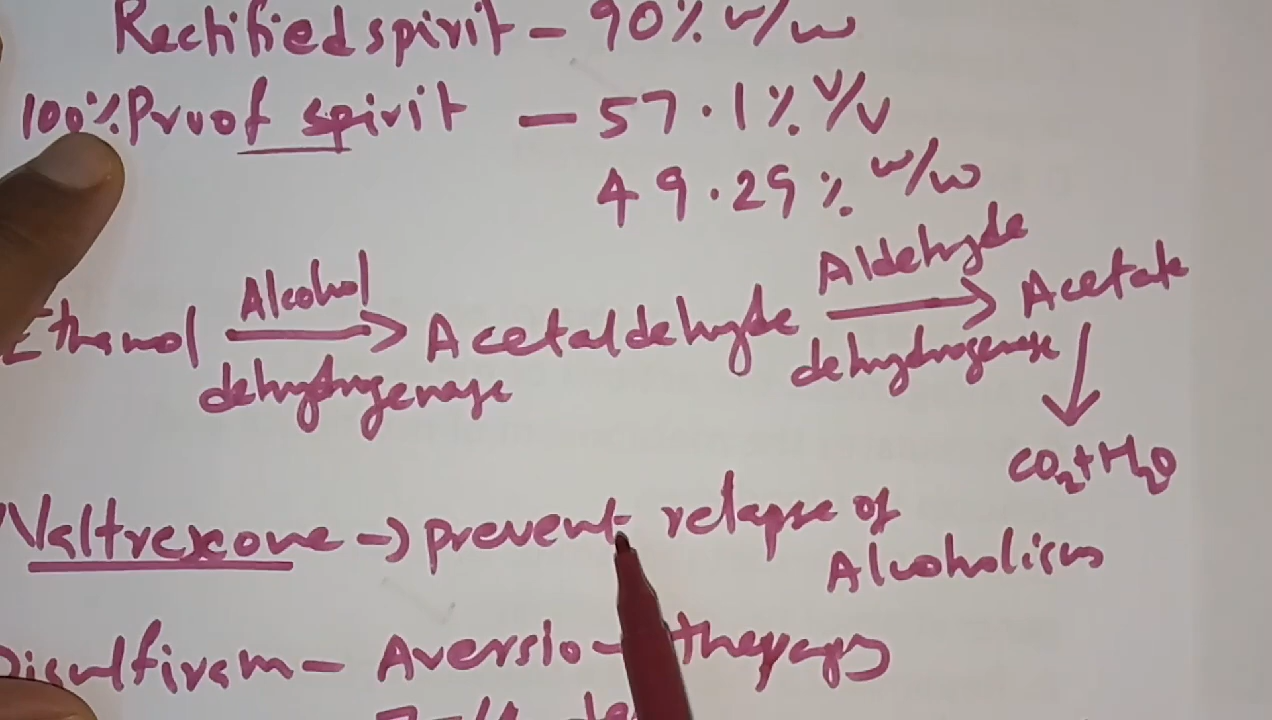 Rectified spirit - 90% w/w
100% Proof spirit - 57.1% v/v
49.29% w/w
Ethanol Alcohol dehydrogenase → Acetaldehyde Aldehyde dehydrogenase → Acetate
CO2+H2O
Naltrexone → prevent relapse of
Alcoholism
Disulfiram - Aversio- therapy